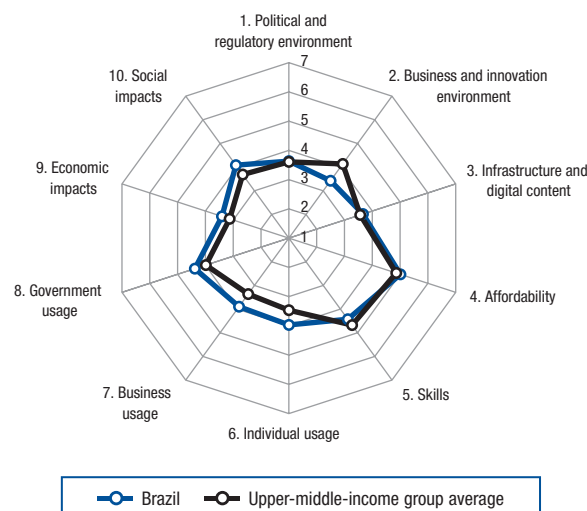 1. Political and
regulatory environment
10. Social
impacts
2. Business and innovation
environment
9. Economic
impacts
3. Infrastructure and
digital content
8. Government
usage
4. Affordability
7. Business
usage
5. Skills
6. Individual usage
7
6
5
4
3
2
1
Brazil
Upper-middle-income group average